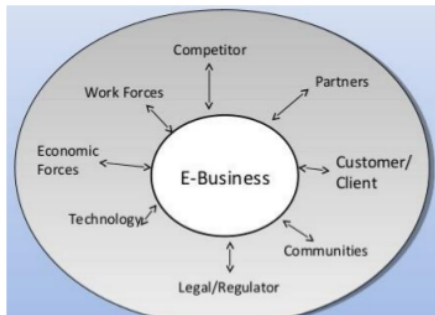 Competitor
Work Forces
Partners
Economic
Forces
E-Business
Customer/
Client
Technology
Communities
Legal/Regulator